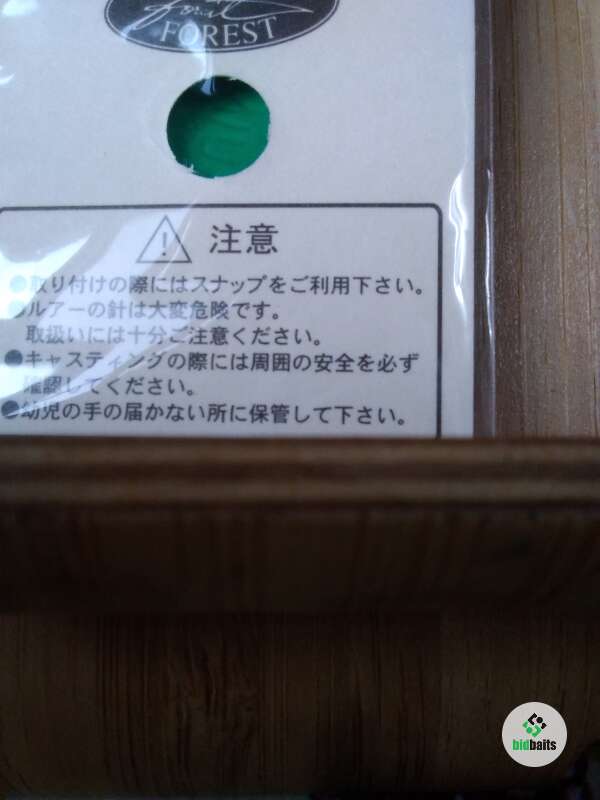 Forest
FOREST
注意
●取り付けの際にはスナップをご利用下さい。
●ルアーの針は大変危険です。
取扱いには十分ご注意ください。
●キャスティングの際には周囲の安全を必ず
確認してください。
●幼児の手の届かない所に保管して下さい。
bidbaits